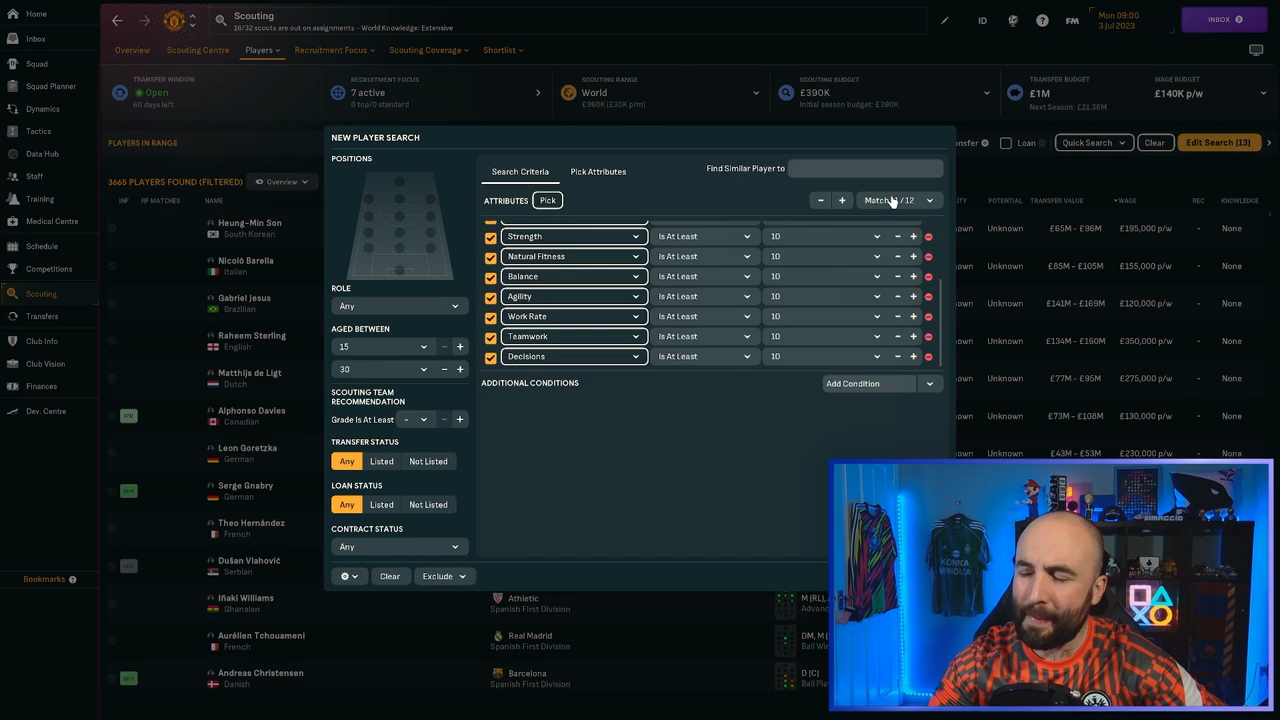 Home
Inbox
Squad
Squad Planner
Dynamics
Tactics
Data Hub
Staff
Training
Medical Centre
Schedule
Competitions
Scouting
Transfers
Club Info
Club Vision
Finances
Dev. Centre
Bookmarks
Scouting
16/32 scouts are out on assignments - World Knowledge: Extensive
ID
FM
Mon 09:00
3 Jul 2023
INBOX
Overview
Scouting Centre
Players
Recruitment Focus
Scouting Coverage
Shortlist
TRANSFER WINDOW
Open
60 days left
RECRUITMENT FOCUS
7 active
0 top/0 standard
SCOUTING RANGE
World
£360K (£30K p/m)
SCOUTING BUDGET
£390K
Initial season budget: £390K
TRANSFER BUDGET
£1M
Next Season: £21.36M
WAGE BUDGET
£140K p/w
PLAYERS IN RANGE
Loan
Quick Search
Clear
Edit Search (13)
3665 PLAYERS FOUND (FILTERED)
Overview
INF
RF MATCHES
NAME
POTENTIAL
TRANSFER VALUE
WAGE
REC
KNOWLEDGE
Heung-Min Son
South Korean
Unknown
£65M - £96M
£195,000 p/w
- None
Nicolò Barella
Italian
Unknown
£85M - £105M
£155,000 p/w
- None
Gabriel Jesus
Brazilian
Unknown
£141M - £169M
£120,000 p/w
- None
Raheem Sterling
English
Unknown
£134M - £160M
£350,000 p/w
- None
Matthijs de Ligt
Dutch
Unknown
£77M - £95M
£275,000 p/w
- None
IPR
Alphonso Davies
Canadian
Unknown
£73M - £108M
£130,000 p/w
- None
Leon Goretzka
German
Unknown
£43M - £53M
£230,000 p/w
- None
Serge Gnabry
German
Theo Hernández
French
Dušan Vlahović
Serbian
Iñaki Williams
Ghanaian
Athletic
Spanish First Division
M (RL),
Aurélien Tchouameni
French
Real Madrid
Spanish First Division
DM, M
Ball
Andreas Christensen
Danish
Barcelona
Spanish First Division
D (C)
Ball
NEW PLAYER SEARCH
POSITIONS
ROLE
Any
AGED BETWEEN
15
30
SCOUTING TEAM
RECOMMENDATION
Grade Is At Least -
TRANSFER STATUS
Any
Listed
Not Listed
LOAN STATUS
Any
Listed
Not Listed
CONTRACT STATUS
Any
Clear
Exclude
Search Criteria
Pick Attributes
Find Similar Player to
ATTRIBUTES
Pick
Match / 12
Strength Is At Least 10
Natural Fitness Is At Least 10
Balance Is At Least 10
Agility Is At Least 10
Work Rate Is At Least 10
Teamwork Is At Least 10
Decisions Is At Least 10
ADDITIONAL CONDITIONS
Add Condition
KONICA
MINOLTA
SIMACCIO